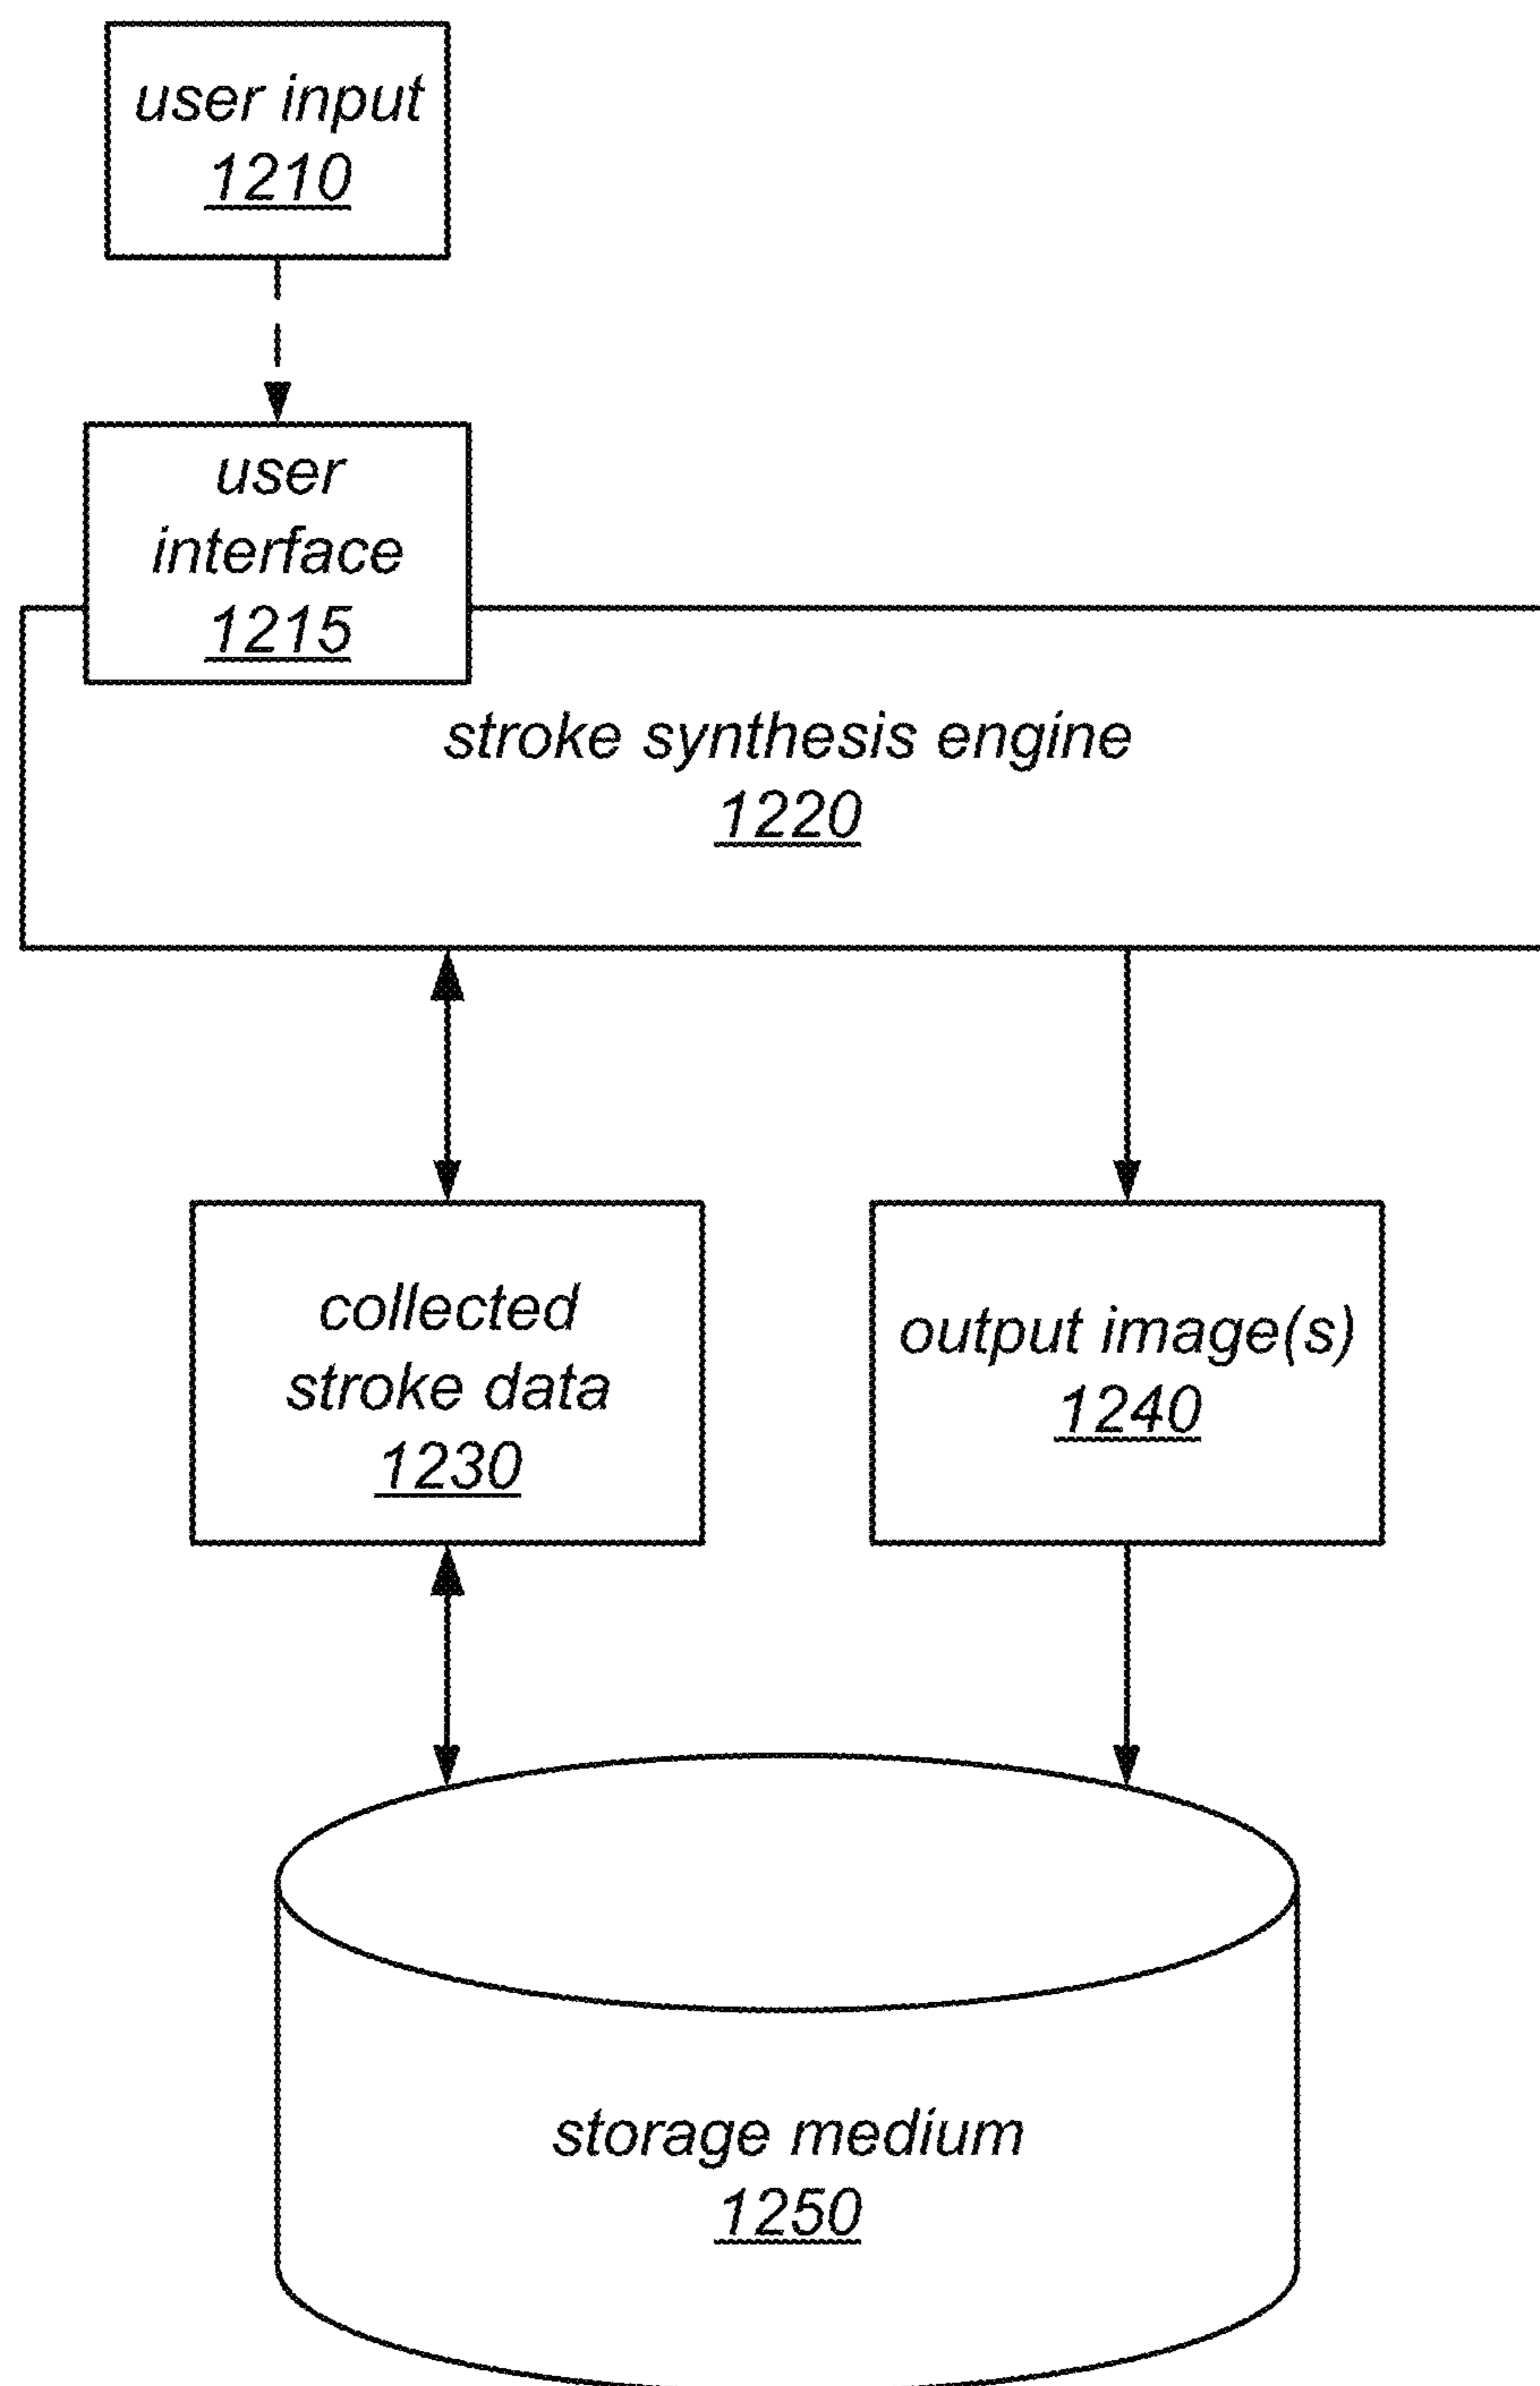 user input
1210
user
interface
1215
stroke synthesis engine
1220
collected
stroke data
1230
output image(s)
1240
storage medium
1250